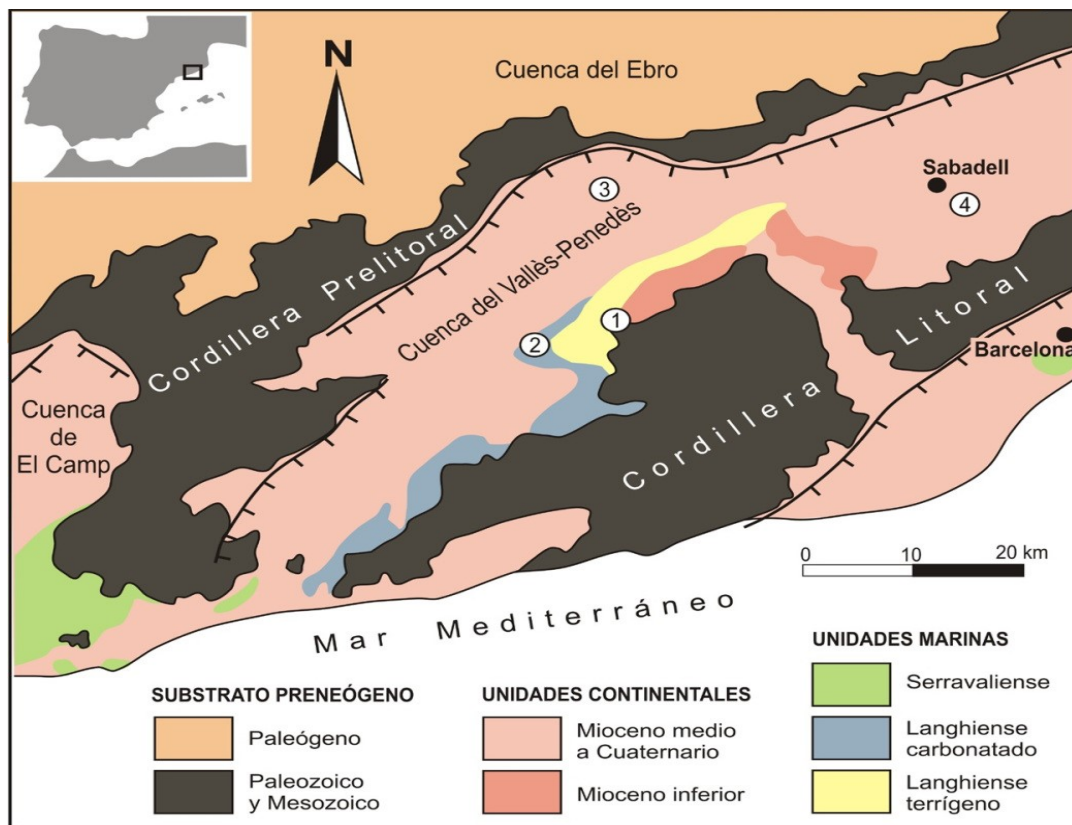 N
Cuenca del Ebro
Sabadell
3
4
Cordillera Prelitoral
Cuenca del Vallès-Penedès
1
2
Litoral
Barcelona
Cuenca
de
El Camp
Cordillera
0 10 20 km
Mar Mediterráneo
SUBSTRATO PRENEÓGENO
Paleógeno
Paleozoico
y Mesozoico
UNIDADES CONTINENTALES
Mioceno medio
a Cuaternario
Mioceno inferior
UNIDADES MARINAS
Serravaliense
Langhiense
carbonatado
Langhiense
terrígeno